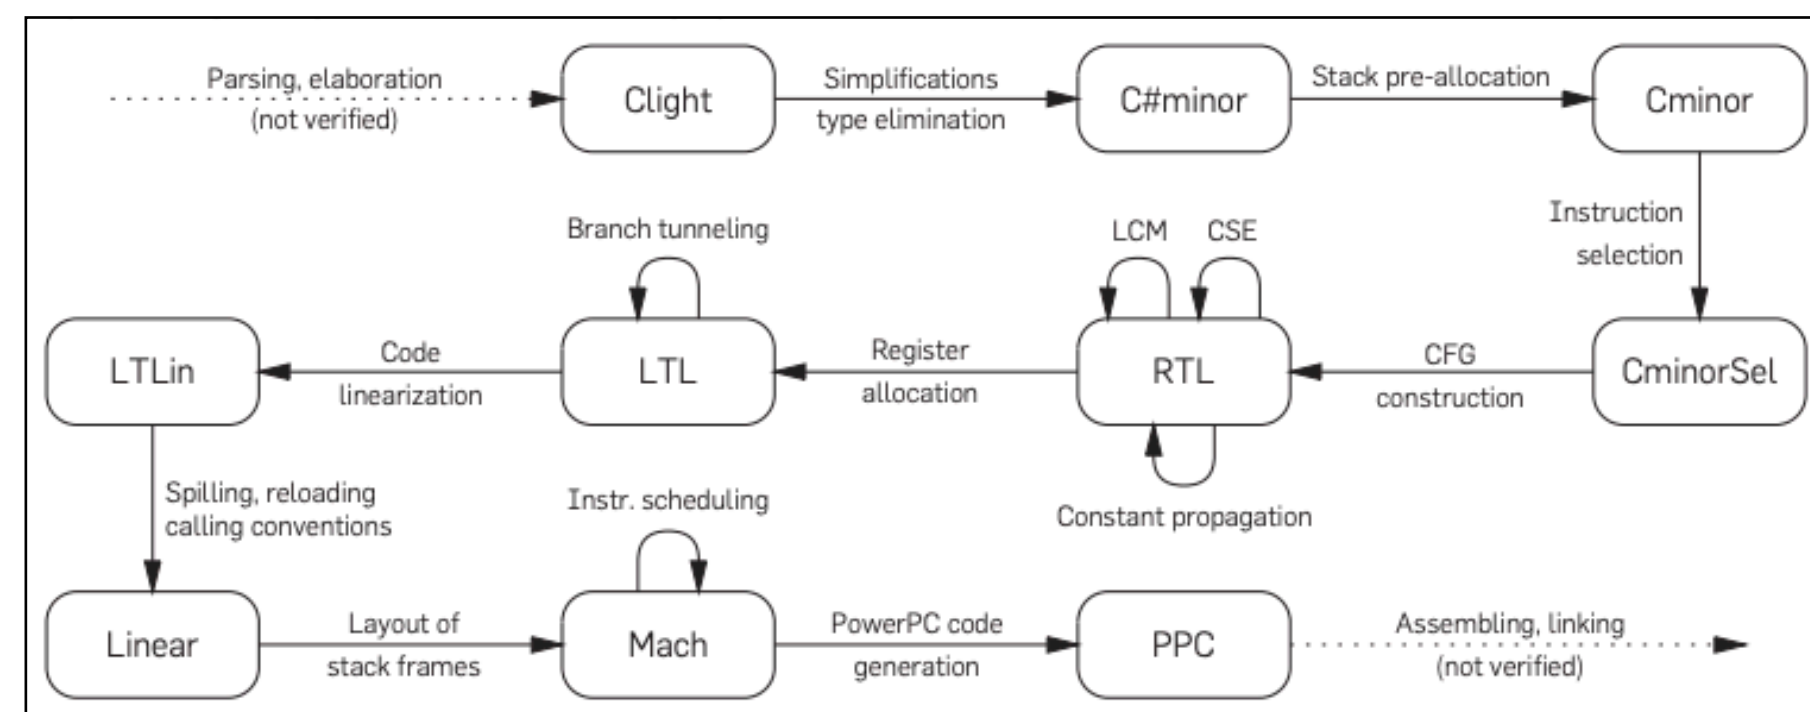 Parsing, elaboration
(not verified)
Clight
Simplifications
type elimination
C#minor
Stack pre-allocation
Cminor
Instruction
selection
CminorSel
CFG
construction
LCM
CSE
RTL
Constant propagation
Register
allocation
Branch tunneling
LTL
Code
linearization
LTLin
Spilling, reloading
calling conventions
Linear
Layout of
stack frames
Instr. scheduling
Mach
PowerPC code
generation
PPC
Assembling, linking
(not verified)